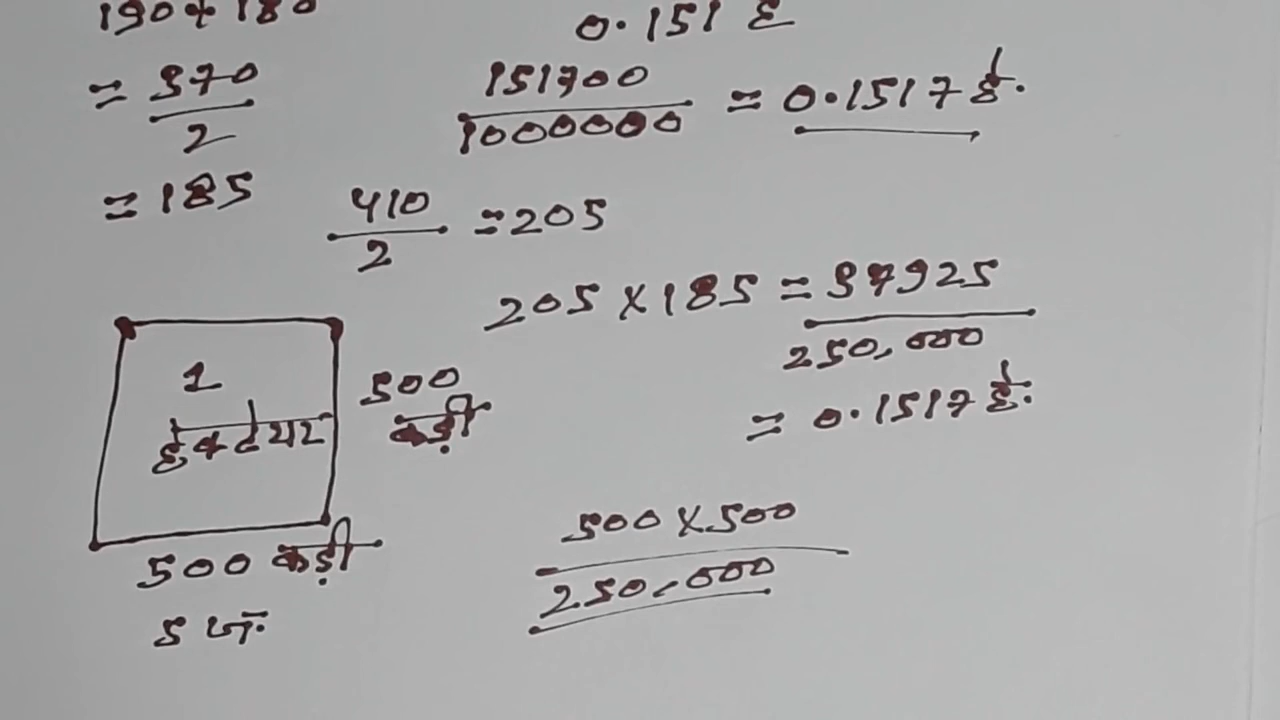 190+180
0.151 हे
= 370/2
151700/1000000 = 0.1517 हे.
= 185
410/2 = 205
205 x 185 = 37925/250,000
= 0.1517 हे.
1
हेक्टेयर
500
कड़ी
500 कड़ी
500 x 500
250,000